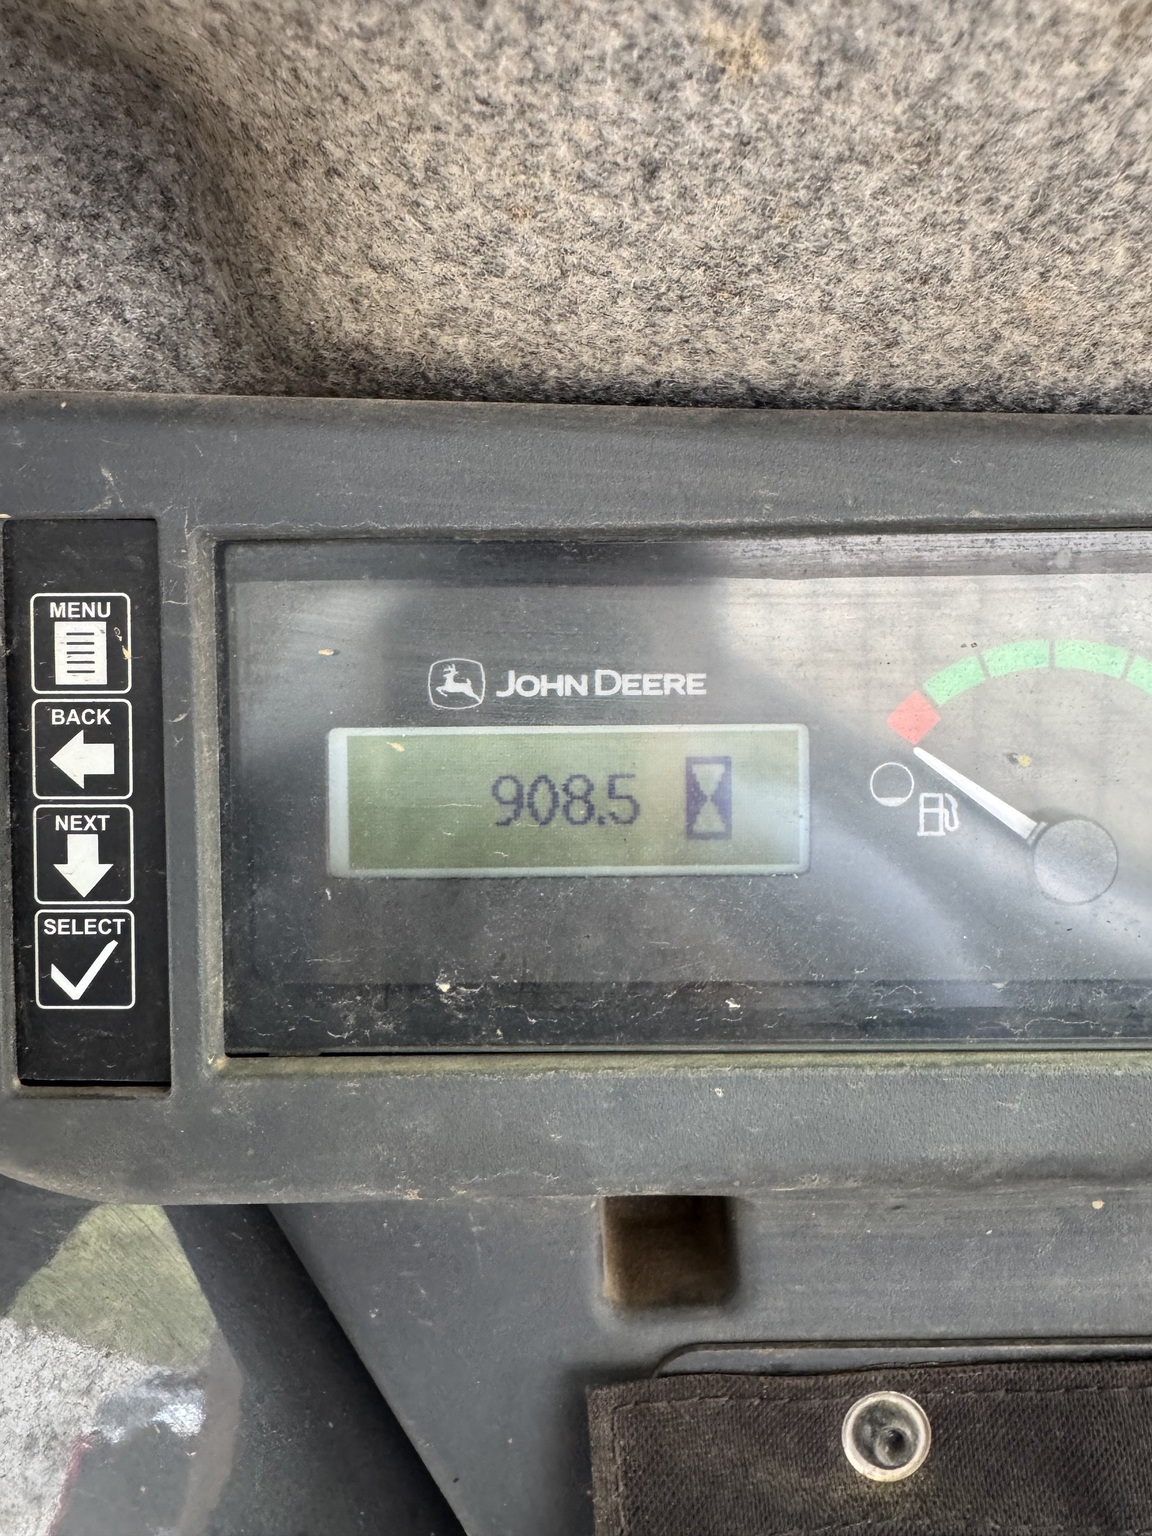 MENU
BACK
NEXT
SELECT
JOHN DEERE
908.5